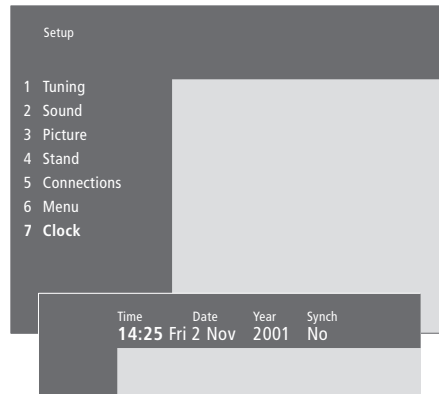 Setup
1 Tuning
2 Sound
3 Picture
4 Stand
5 Connections
6 Menu
7 Clock
Time Date Year Synch
14:25 Fri 2 Nov 2001 No